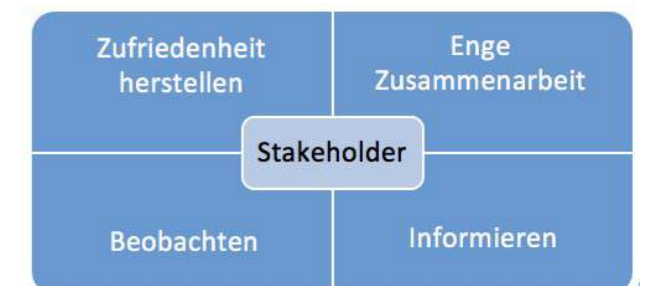 Zufriedenheit
herstellen
Enge
Zusammenarbeit
Stakeholder
Beobachten
Informieren